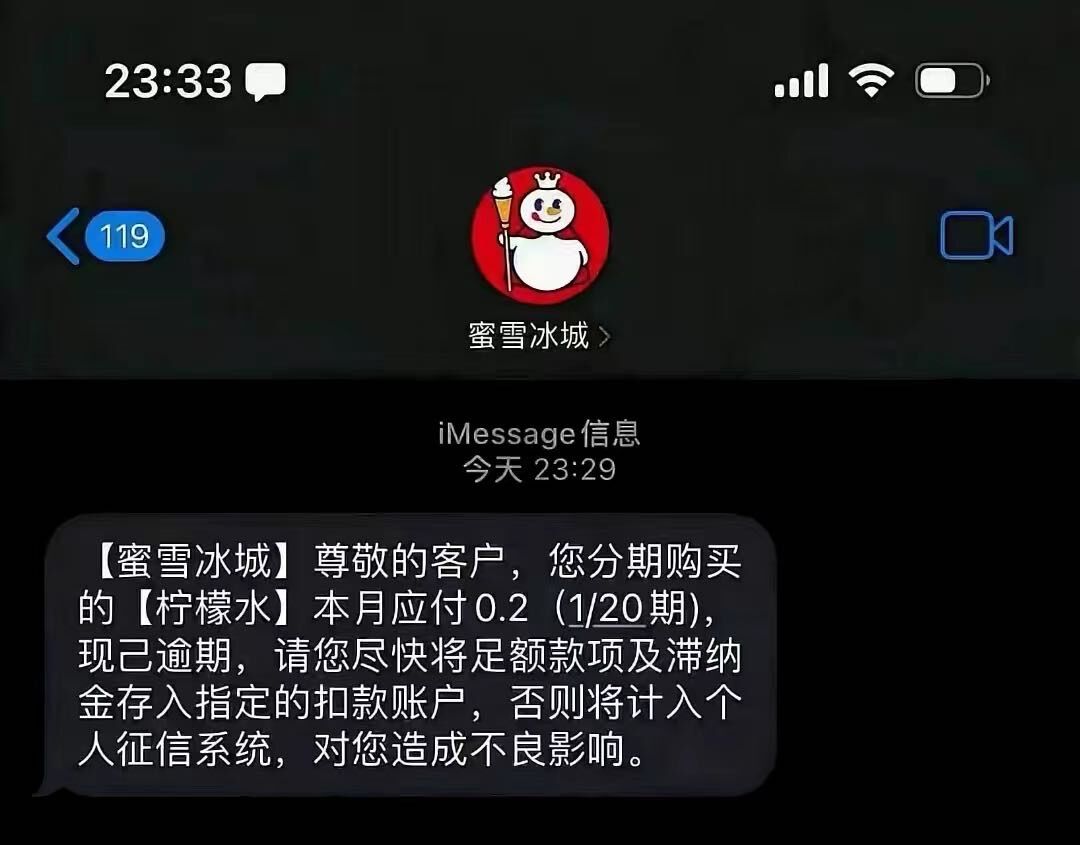 23:33
119
蜜雪冰城
iMessage信息
今天 23:29
【蜜雪冰城】尊敬的客户，您分期购买
的【柠檬水】本月应付0.2（1/20期)，
现己逾期，请您尽快将足额款项及滞纳
金存入指定的扣款账户，否则将计入个
人征信系统，对您造成不良影响。